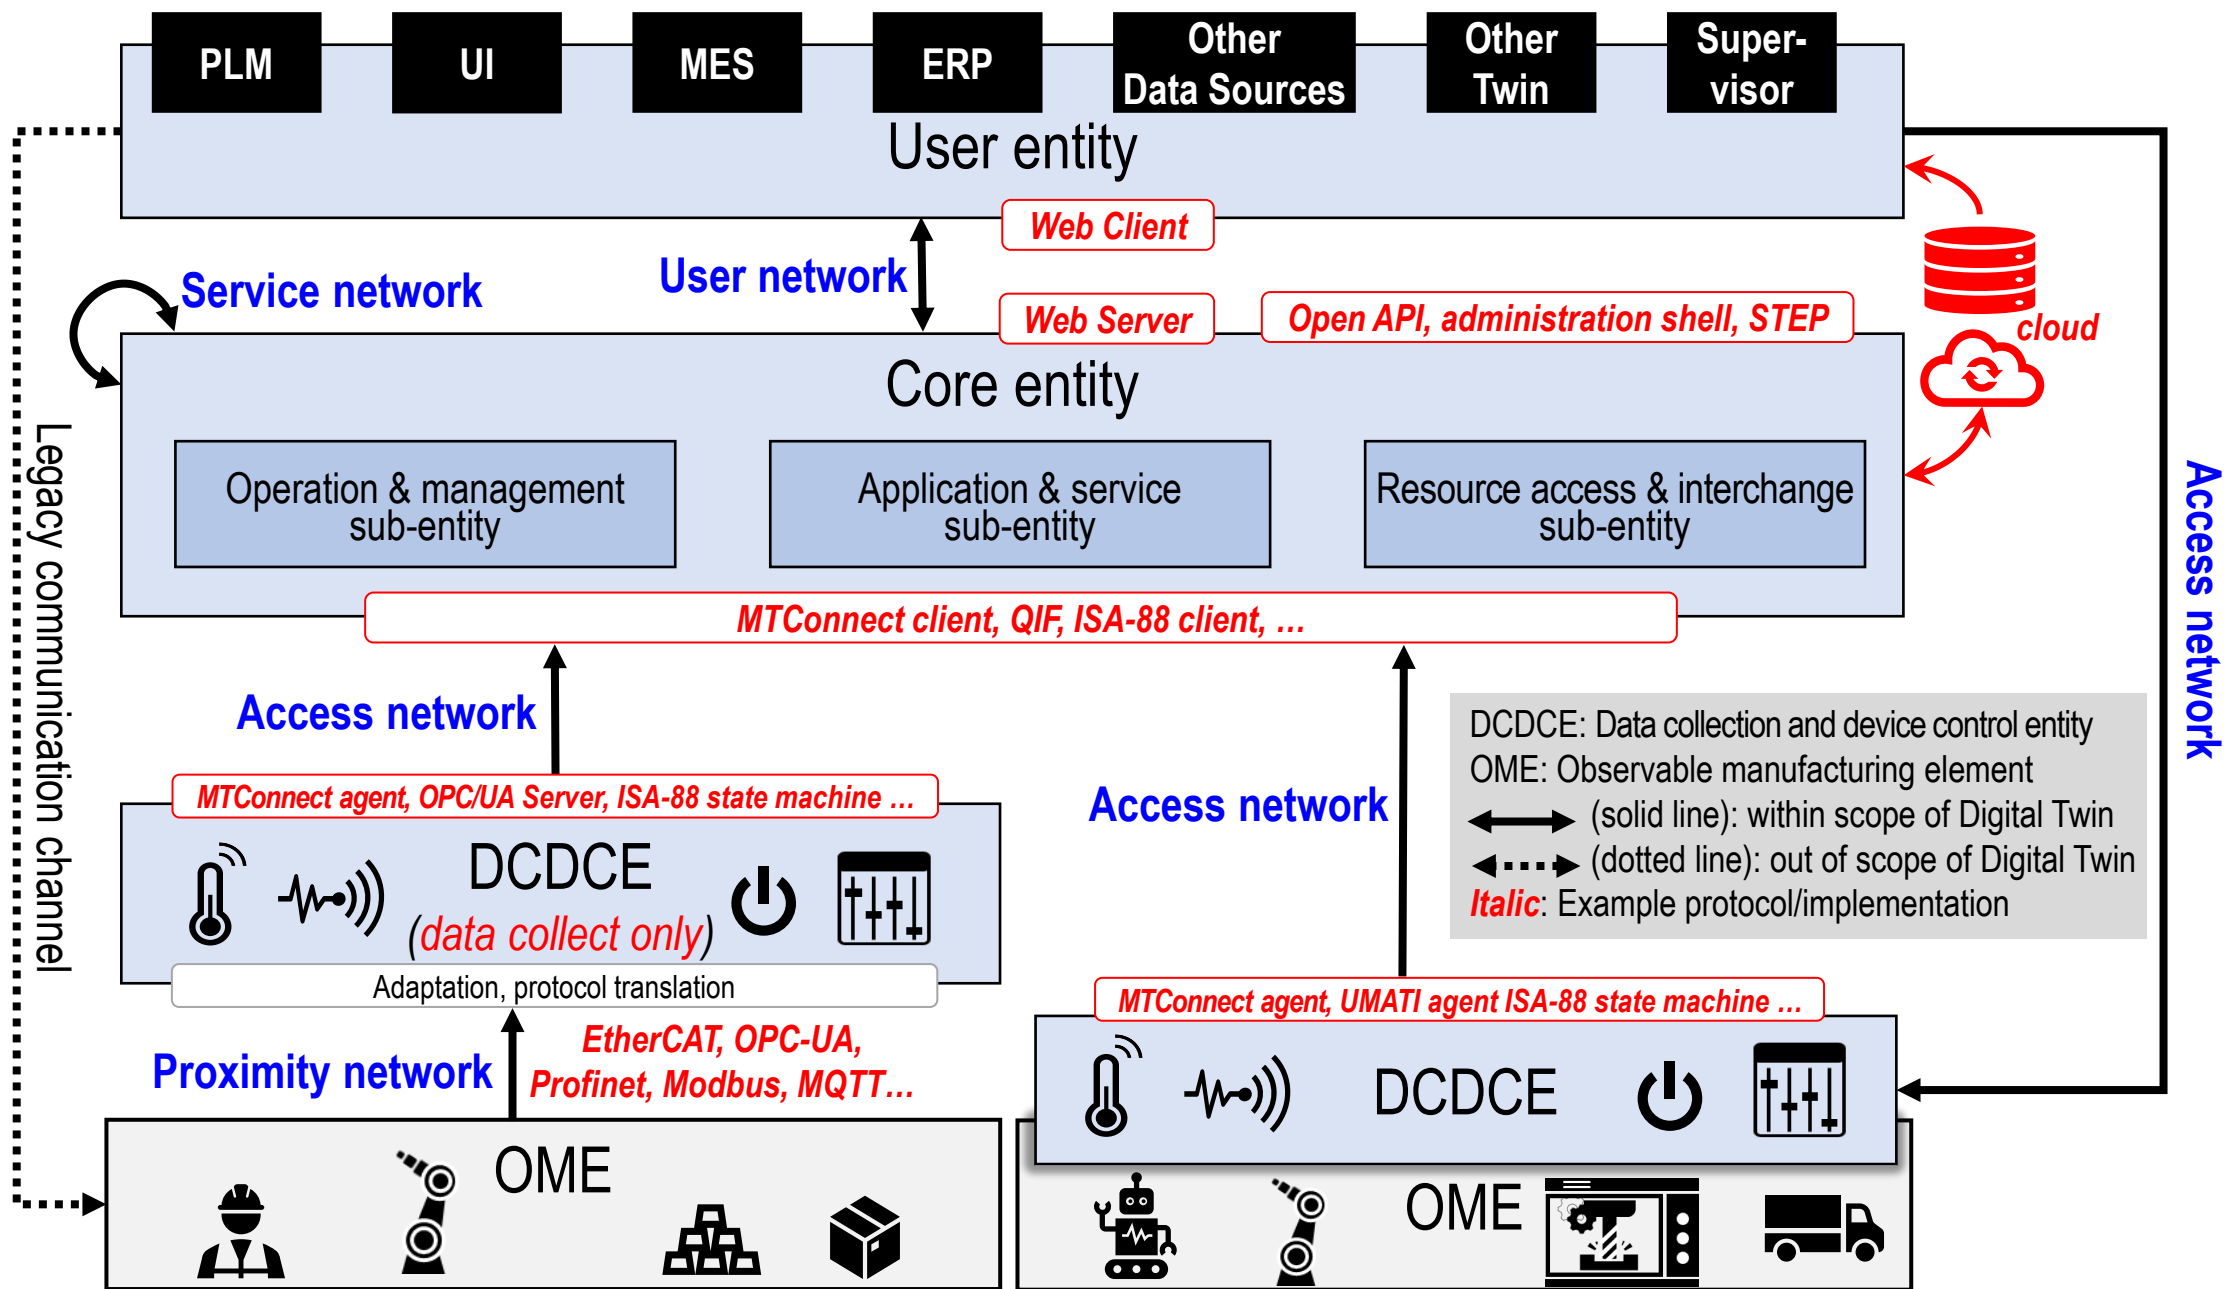 PLM
UI
MES
ERP
Other
Data Sources
Other
Twin
Super-
visor
User entity
Web Client
Service network
User network
Web Server
Open API, administration shell, STEP
cloud
Core entity
Operation & management
sub-entity
Application & service
sub-entity
Resource access & interchange
sub-entity
MTConnect client, QIF, ISA-88 client, …
Legacy communication channel
Access network
Access network
Access network
DCDCE: Data collection and device control entity
OME: Observable manufacturing element
(solid line): within scope of Digital Twin
(dotted line): out of scope of Digital Twin
Italic: Example protocol/implementation
MTConnect agent, OPC/UA Server, ISA-88 state machine …
DCDCE
(data collect only)
Adaptation, protocol translation
Proximity network
EtherCAT, OPC-UA,
Profinet, Modbus, MQTT…
OME
MTConnect agent, UMATI agent ISA-88 state machine …
DCDCE
OME